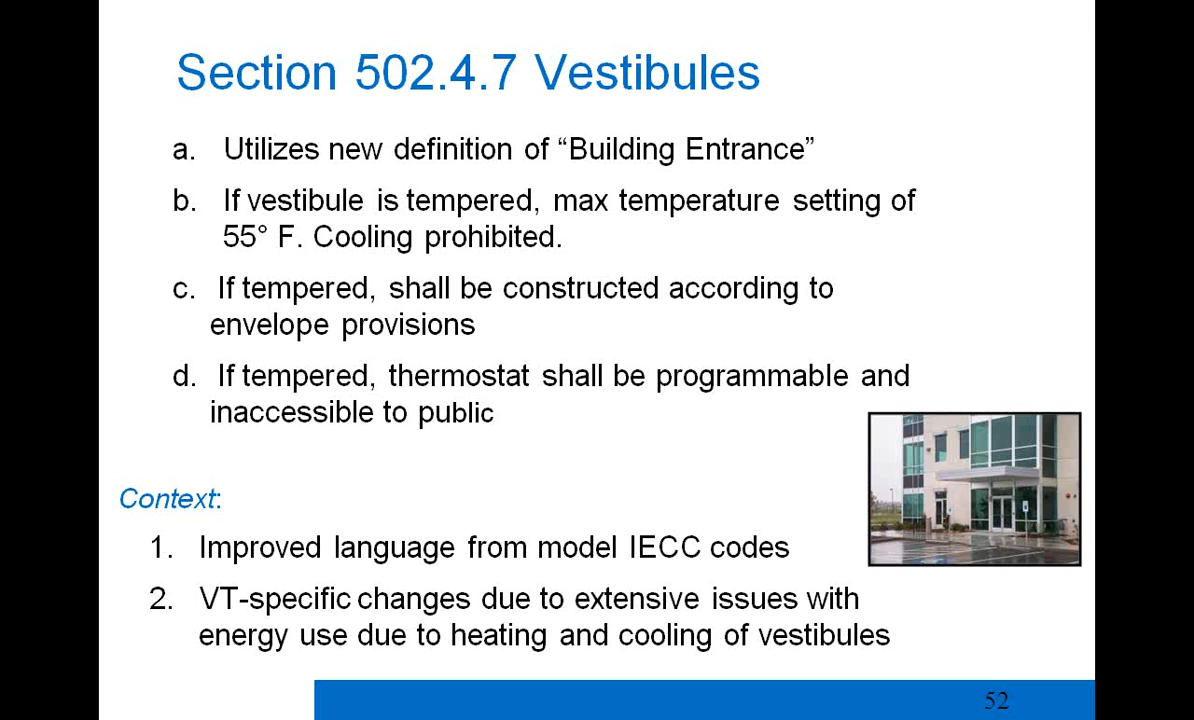 Section 502.4.7 Vestibules
a. Utilizes new definition of “Building Entrance”
b. If vestibule is tempered, max temperature setting of
55° F. Cooling prohibited.
c. If tempered, shall be constructed according to
envelope provisions
d. If tempered, thermostat shall be programmable and
inaccessible to public
Context:
1. Improved language from model IECC codes
2. VT-specific changes due to extensive issues with
energy use due to heating and cooling of vestibules
52